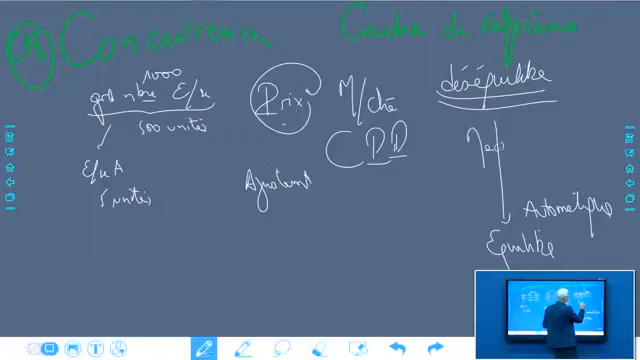 Concurrence
Cadre de référence
1000
grd nbre E/se
500 unités
E/se A
5 unités
Prix
Ajustement
M/ché
CPP
déséquilibre
Automatique
Equilibre